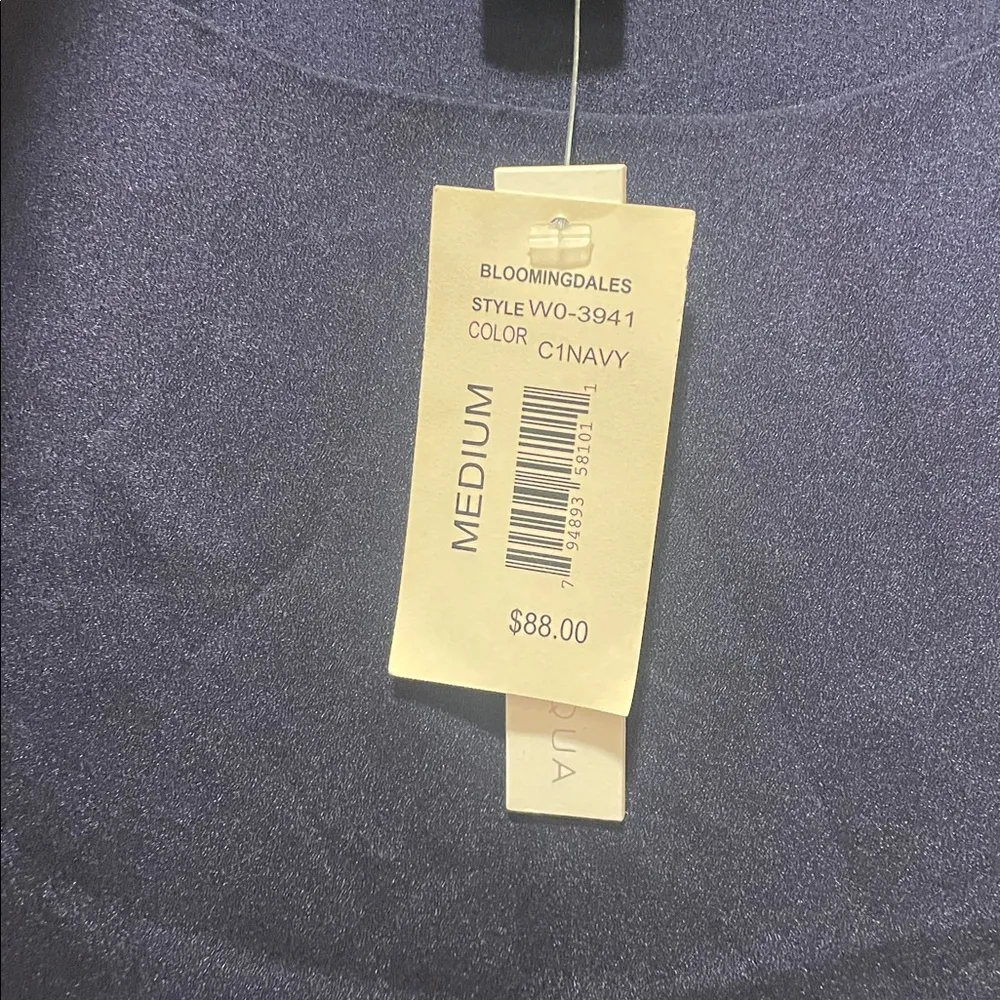 BLOOMINGDALES
STYLE W0-3941
COLOR C1NAVY
MEDIUM
7 94893 58101 1
$88.00
QUA